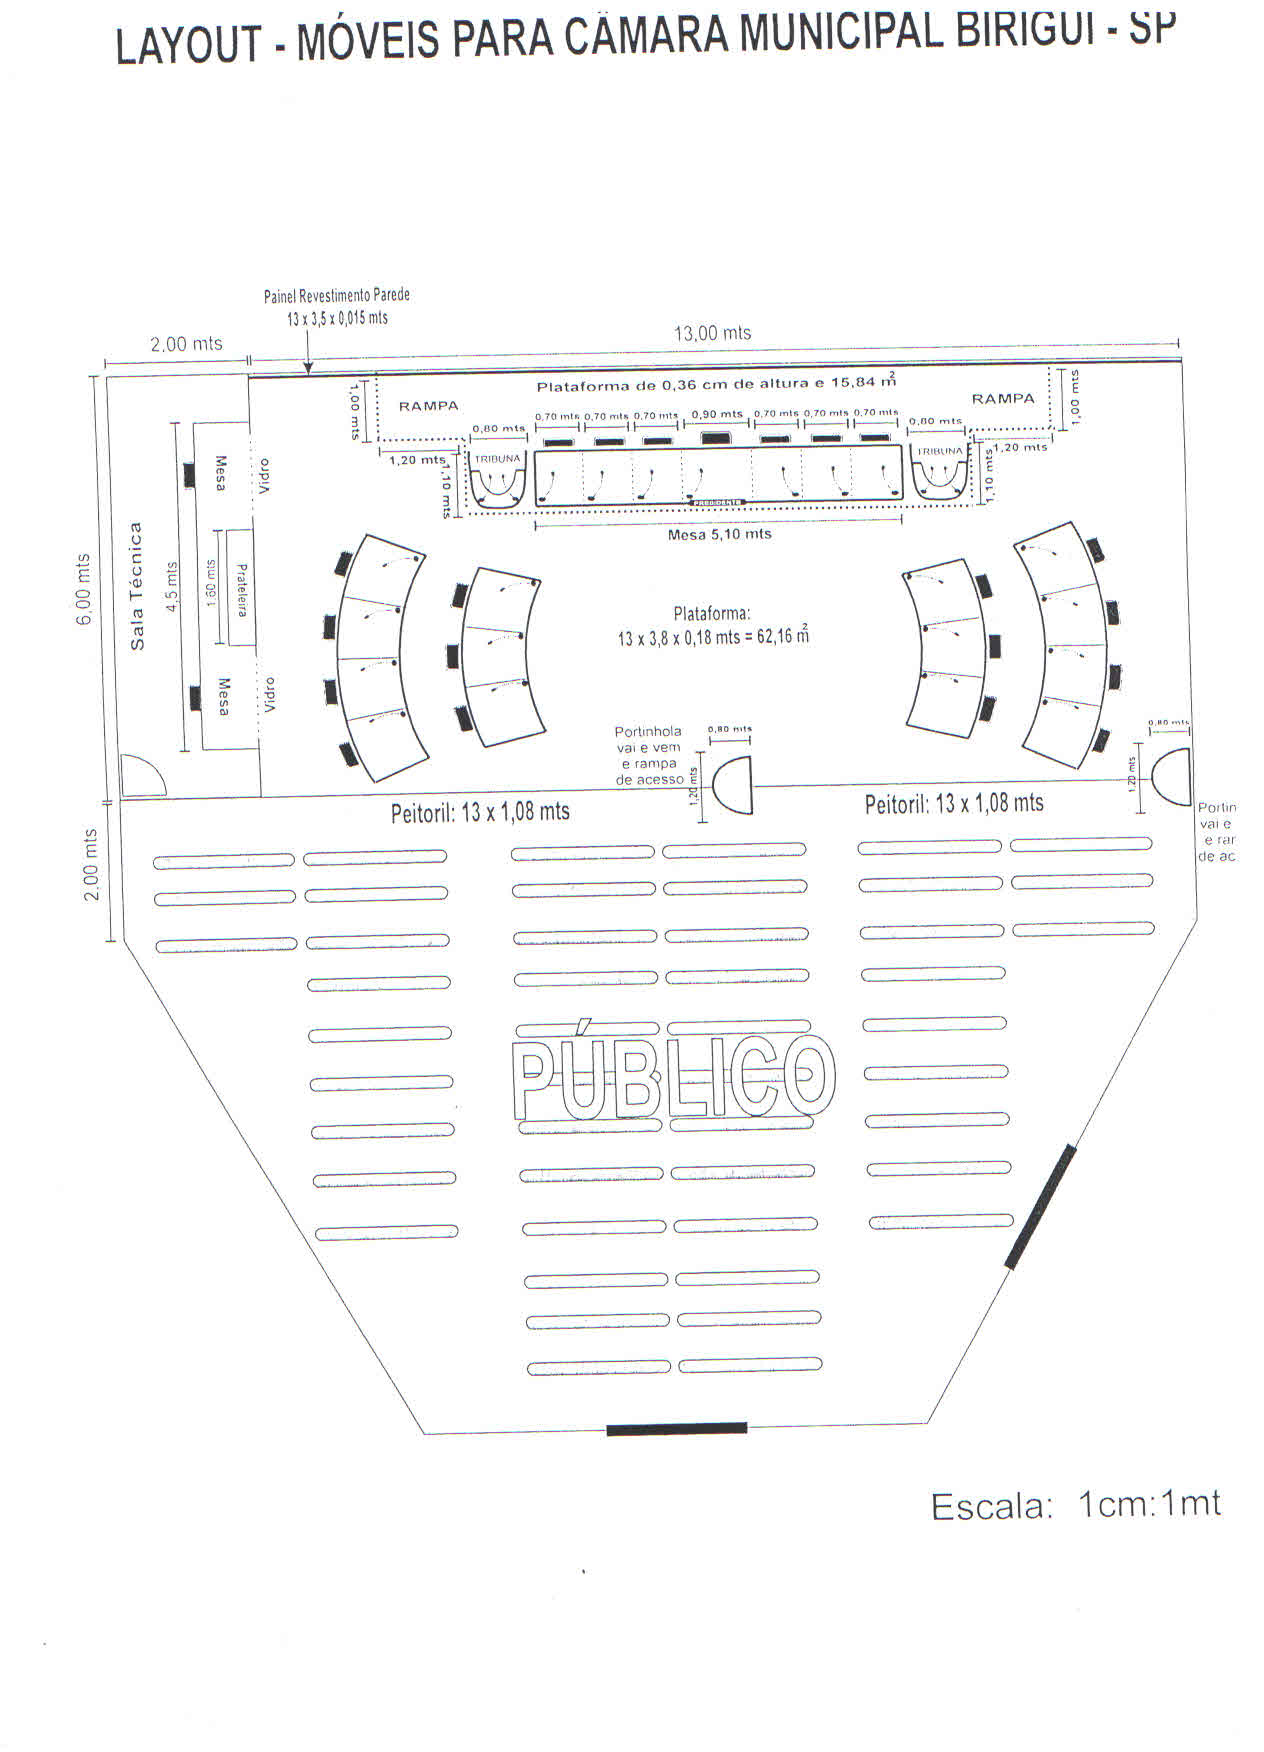 LAYOUT - MÓVEIS PARA CÂMARA MUNICIPAL BIRIGUI - SP
Painel Revestimento Parede
13 x 3,5 x 0,015 mts
2,00 mts
13,00 mts
Plataforma de 0,36 cm de altura e 15,84 m²
1,00 mts
RAMPA
RAMPA
1,00 mts
0,70 mts
0,70 mts
0,70 mts
0,90 mts
0,70 mts
0,70 mts
0,70 mts
0,80 mts
0,80 mts
1,20 mts
TRIBUNA
TRIBUNA
1,20 mts
1,10 mts
1,10 mts
PRESIDENTE
Mesa 5,10 mts
6,00 mts
Sala Técnica
4,5 mts
Mesa
Vidro
1,60 mts
Prateleira
Mesa
Vidro
Plataforma:
13 x 3,8 x 0,18 mts = 62,16 m²
Portinhola
vai e vem
e rampa
de acesso
0,80 mts
1,20 mts
0,80 mts
1,20 mts
Peitoril: 13 x 1,08 mts
Peitoril: 13 x 1,08 mts
Portin
vai e
e rar
de ac
2,00 mts
PÚBLICO
Escala: 1cm:1mt